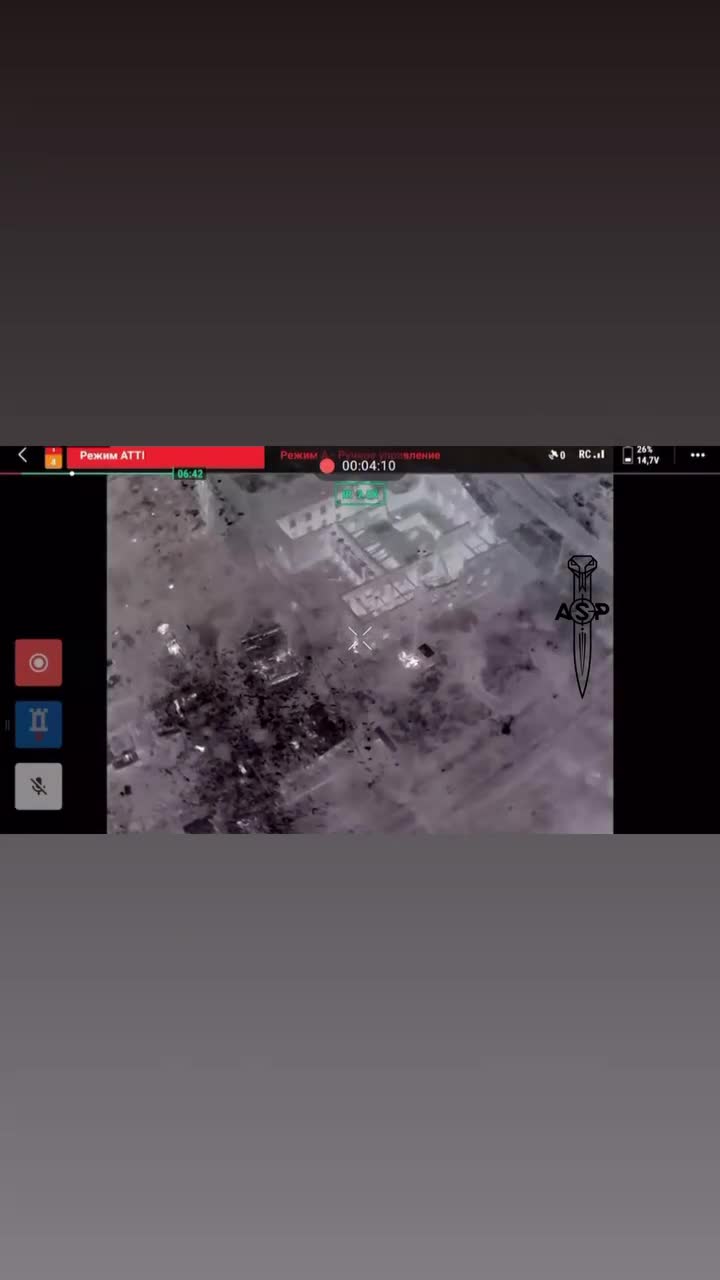 Режим ATTI
Режим A - Ручное управление
0
RC
26%
14,7V
00:04:10
06:42
ASP